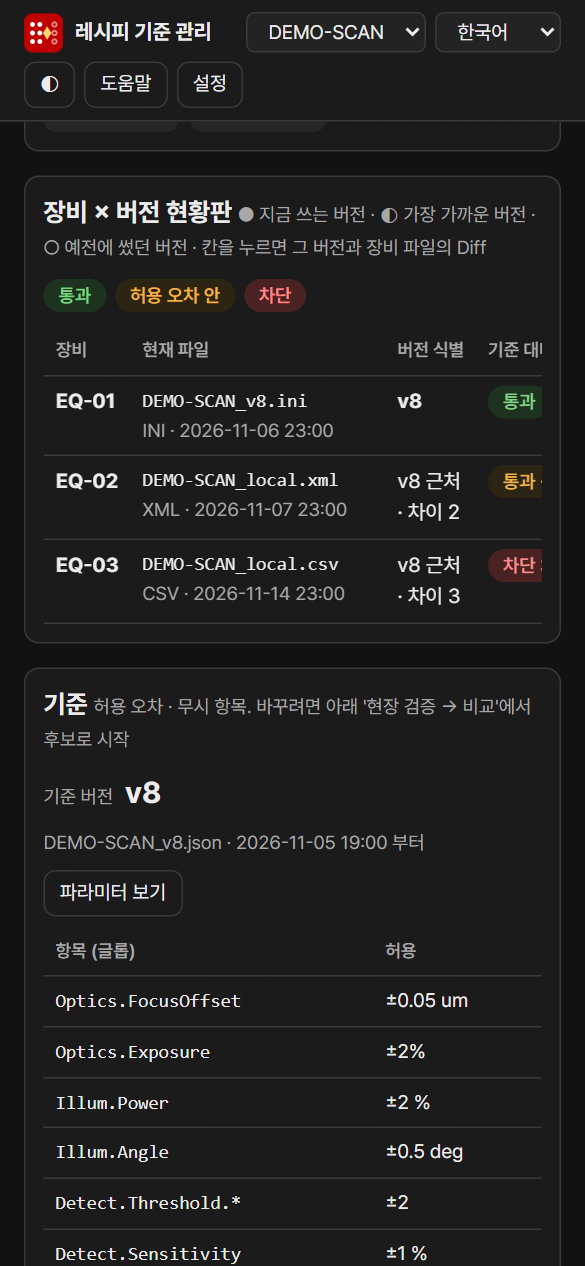 레시피 기준 관리
DEMO-SCAN
한국어
도움말
설정
장비 × 버전 현황판 ● 지금 쓰는 버전 · ◐ 가장 가까운 버전 ·
○ 예전에 썼던 버전 · 칸을 누르면 그 버전과 장비 파일의 Diff
통과 허용 오차 안 차단
장비 현재 파일 버전 식별 기준 대
EQ-01 DEMO-SCAN_v8.ini v8 통과
INI · 2026-11-06 23:00
EQ-02 DEMO-SCAN_local.xml v8 근처 통과
XML · 2026-11-07 23:00 · 차이 2
EQ-03 DEMO-SCAN_local.csv v8 근처 차단
CSV · 2026-11-14 23:00 · 차이 3
기준 허용 오차 · 무시 항목. 바꾸려면 아래 '현장 검증 → 비교'에서
후보로 시작
기준 버전 v8
DEMO-SCAN_v8.json · 2026-11-05 19:00 부터
파라미터 보기
항목 (글롭) 허용
Optics.FocusOffset ±0.05 um
Optics.Exposure ±2%
Illum.Power ±2 %
Illum.Angle ±0.5 deg
Detect.Threshold.* ±2
Detect.Sensitivity ±1 %